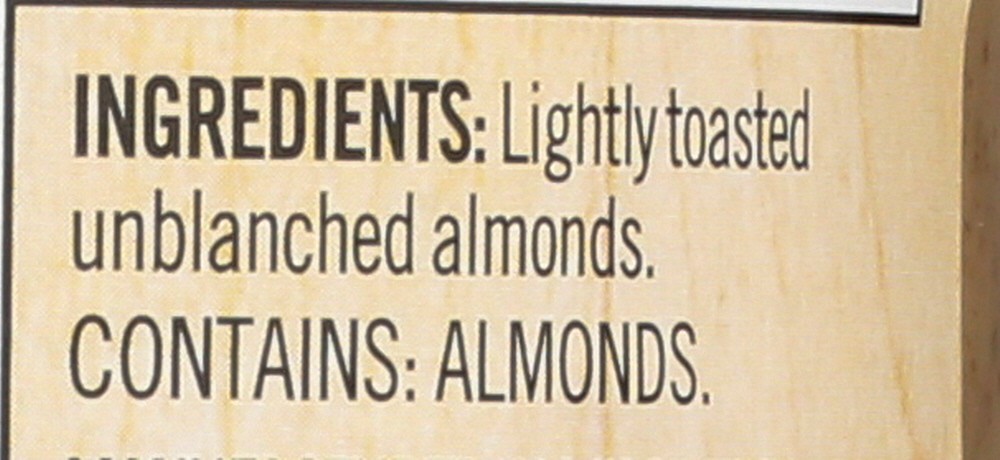 INGREDIENTS: Lightly toasted
unblanched almonds.
CONTAINS: ALMONDS.